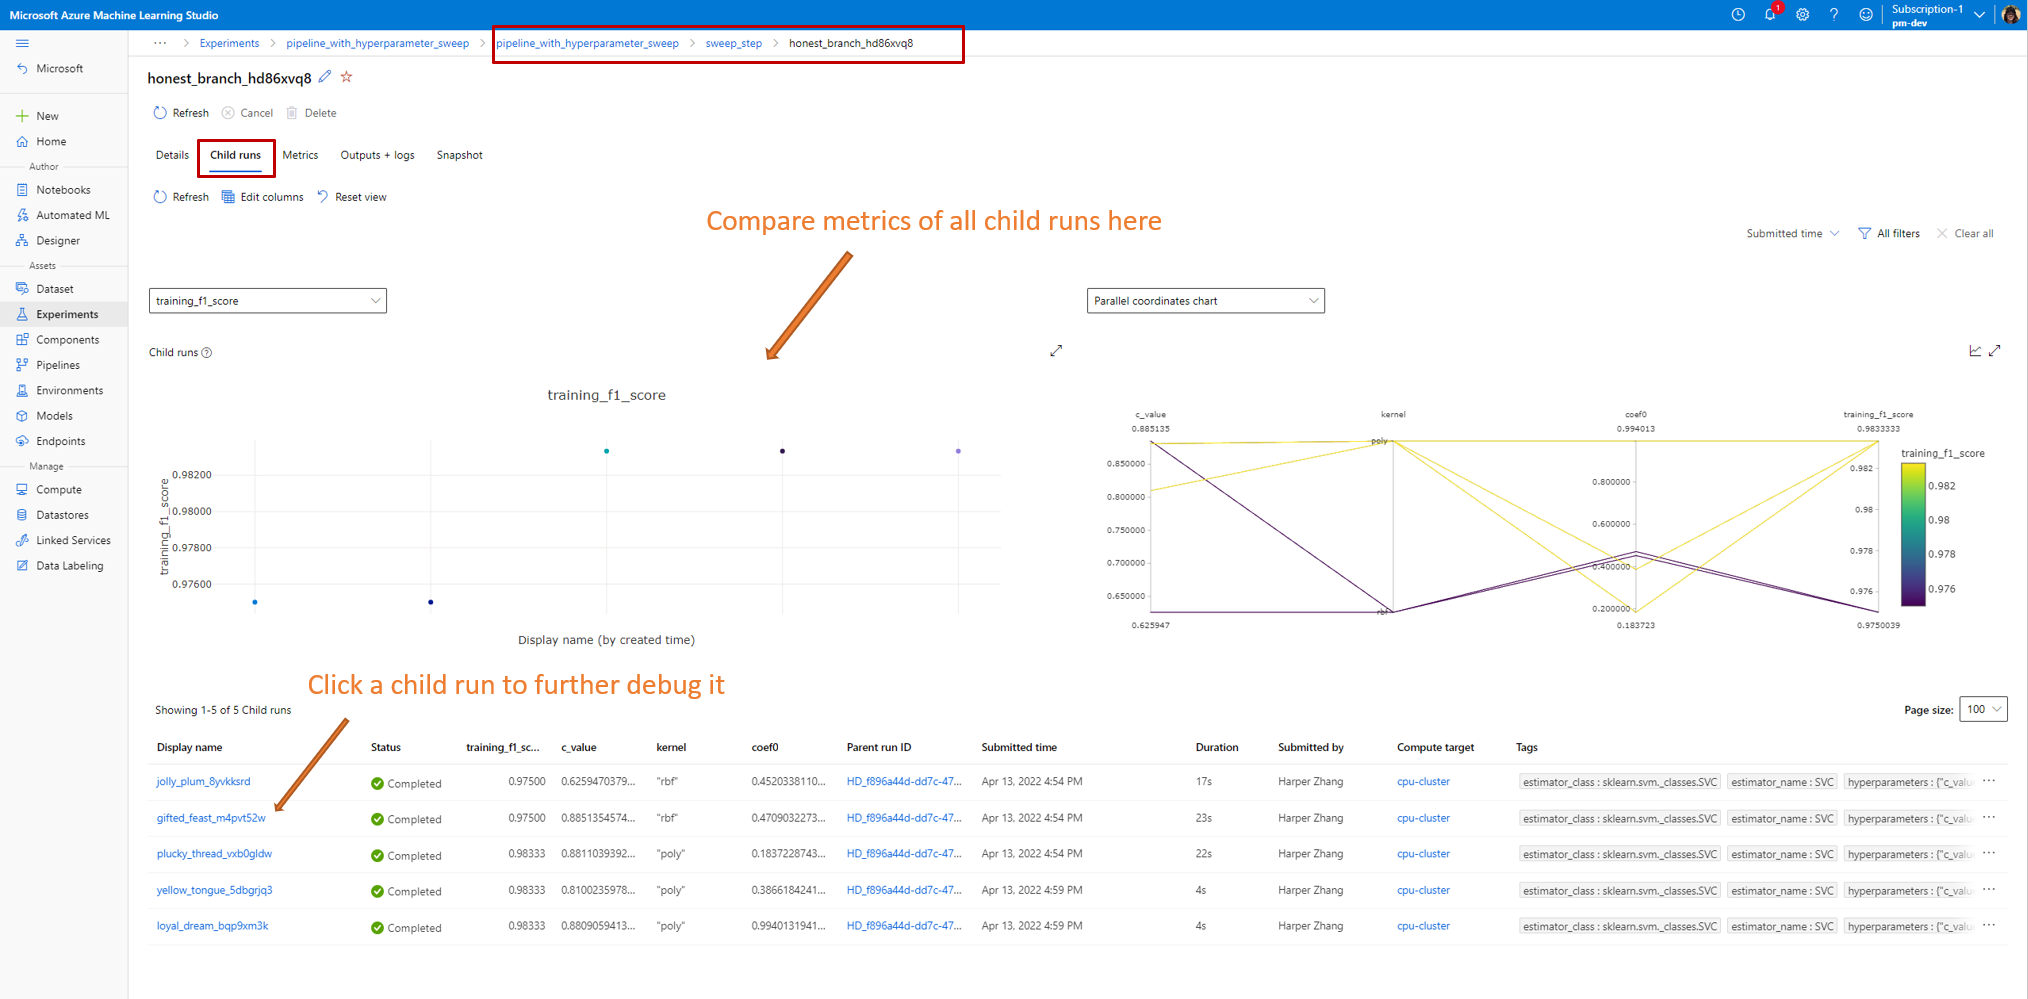 Microsoft Azure Machine Learning Studio
1
Subscription-1
pm-dev
··· > Experiments > pipeline_with_hyperparameter_sweep > pipeline_with_hyperparameter_sweep > sweep_step > honest_branch_hd86xvq8
Microsoft
New
Home
Author
Notebooks
Automated ML
Designer
Assets
Dataset
Experiments
Components
Pipelines
Environments
Models
Endpoints
Manage
Compute
Datastores
Linked Services
Data Labeling
honest_branch_hd86xvq8
Refresh Cancel Delete
Details Child runs Metrics Outputs + logs Snapshot
Refresh Edit columns Reset view
Compare metrics of all child runs here
Submitted time All filters Clear all
training_f1_score
Parallel coordinates chart
Child runs
training_f1_score
0.98200
0.98000
0.97800
0.97600
training_f1_score
Display name (by created time)
c_value kernel coef0 training_f1_score
0.885135 0.994013 0.9833333
poly
0.850000
0.800000
0.750000
0.700000
0.650000
rbf
0.625947
0.800000
0.600000
0.400000
0.200000
0.183723
0.982
0.98
0.978
0.976
0.9750039
training_f1_score
0.982
0.98
0.978
0.976
Click a child run to further debug it
Showing 1-5 of 5 Child runs
Page size: 100
Display name Status training_f1_sc... c_value kernel coef0 Parent run ID Submitted time Duration Submitted by Compute target Tags
jolly_plum_8yvkksrd Completed 0.97500 0.6259470379... "rbf" 0.4520338110... HD_f896a44d-dd7c-47... Apr 13, 2022 4:54 PM 17s Harper Zhang cpu-cluster estimator_class : sklearn.svm._classes.SVC estimator_name : SVC hyperparameters : {"c_valu ···
gifted_feast_m4pvt52w Completed 0.97500 0.8851354574... "rbf" 0.4709032273... HD_f896a44d-dd7c-47... Apr 13, 2022 4:54 PM 23s Harper Zhang cpu-cluster estimator_class : sklearn.svm._classes.SVC estimator_name : SVC hyperparameters : {"c_valu ···
plucky_thread_vxb0gldw Completed 0.98333 0.8811039392... "poly" 0.1837228743... HD_f896a44d-dd7c-47... Apr 13, 2022 4:54 PM 22s Harper Zhang cpu-cluster estimator_class : sklearn.svm._classes.SVC estimator_name : SVC hyperparameters : {"c_valu ···
yellow_tongue_5dbgrjq3 Completed 0.98333 0.8100235978... "poly" 0.3866184241... HD_f896a44d-dd7c-47... Apr 13, 2022 4:59 PM 4s Harper Zhang cpu-cluster estimator_class : sklearn.svm._classes.SVC estimator_name : SVC hyperparameters : {"c_valu ···
loyal_dream_bqp9xm3k Completed 0.98333 0.8809059413... "poly" 0.9940131941... HD_f896a44d-dd7c-47... Apr 13, 2022 4:59 PM 4s Harper Zhang cpu-cluster estimator_class : sklearn.svm._classes.SVC estimator_name : SVC hyperparameters : {"c_valu ···